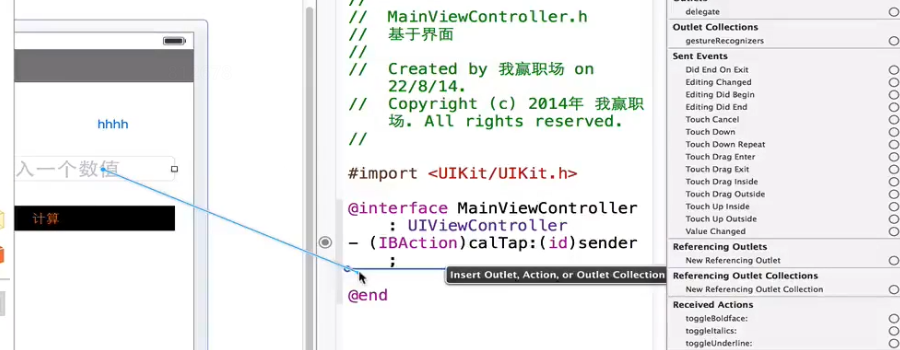 hhhh
入一个数值
计算
//
// MainViewController.h
// 基于界面
//
// Created by 我赢职场 on
22/8/14.
// Copyright (c) 2014年 我赢职
场. All rights reserved.
//
#import <UIKit/UIKit.h>
@interface MainViewController
: UIViewController
- (IBAction)calTap:(id)sender
;
Insert Outlet, Action, or Outlet Collection
@end
delegate
Outlet Collections
gestureRecognizers
Sent Events
Did End On Exit
Editing Changed
Editing Did Begin
Editing Did End
Touch Cancel
Touch Down
Touch Down Repeat
Touch Drag Enter
Touch Drag Exit
Touch Drag Inside
Touch Drag Outside
Touch Up Inside
Touch Up Outside
Value Changed
Referencing Outlets
New Referencing Outlet
Referencing Outlet Collections
New Referencing Outlet Collection
Received Actions
toggleBoldface:
toggleItalics:
toggleUnderline: